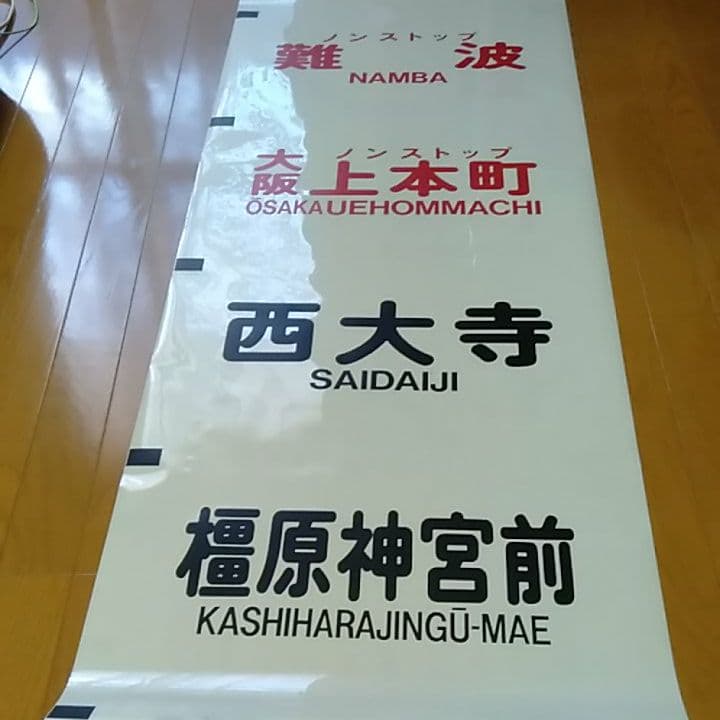 ノンストップ
難波
NAMBA
ノンストップ
大阪上本町
ŌSAKAUEHOMMACHI
西大寺
SAIDAIJI
橿原神宮前
KASHIHARAJINGŪ-MAE